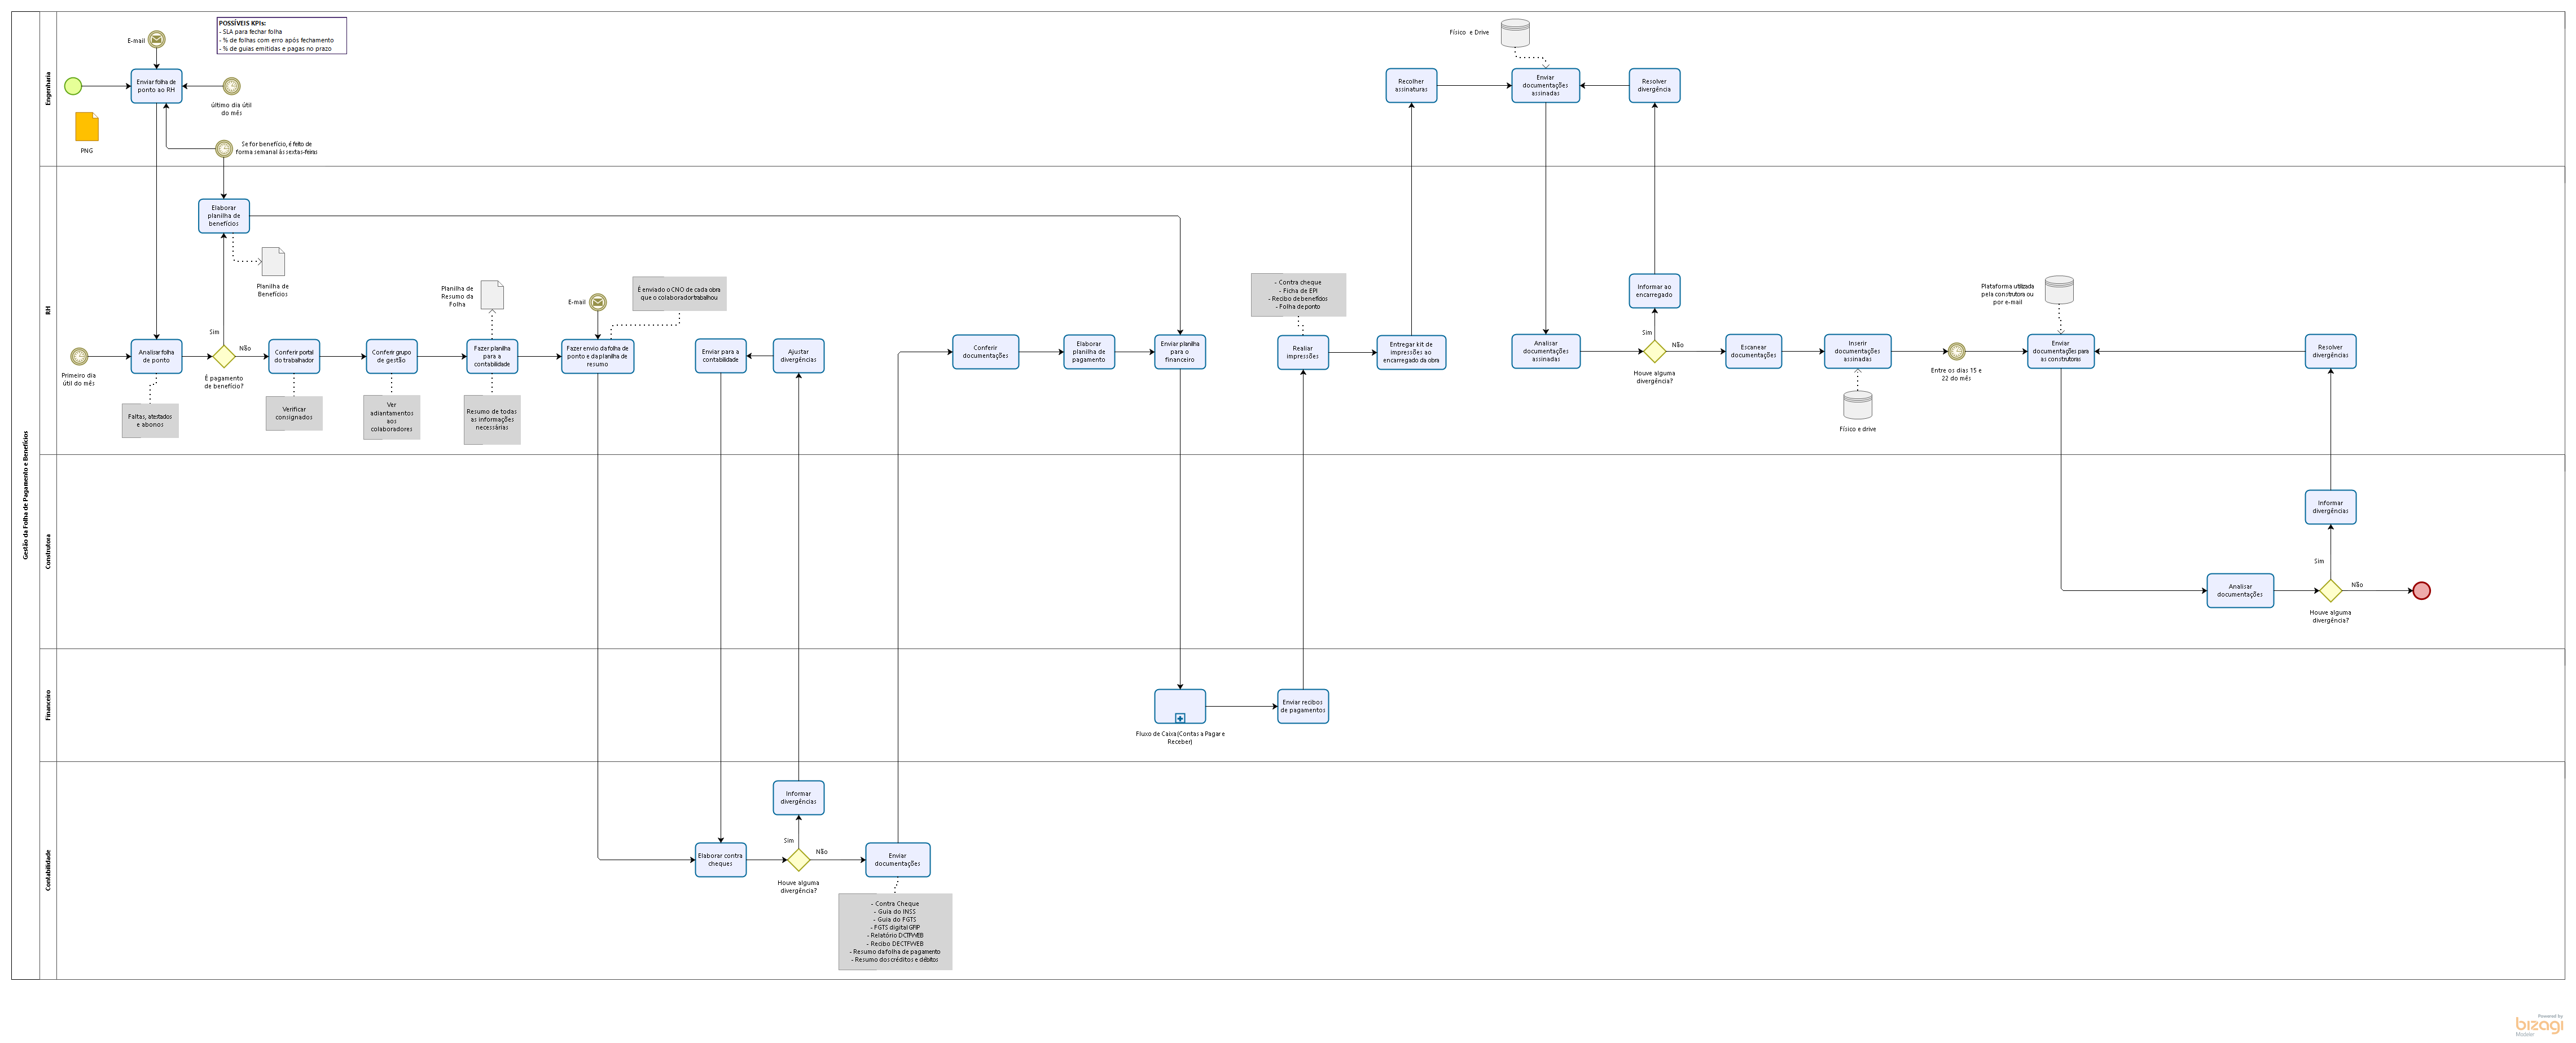 Gestão da Folha de Pagamento e Benefícios
Engenharia
E-mail
POSSÍVEIS KPIs:
- SLA para fechar folha
- % de folhas com erro após fechamento
- % de guias emitidas e pagas no prazo
Enviar folha de
ponto ao RH
último dia útil
do mês
PNG
Se for benefício, é feito de
forma semanal às sextas-feiras
Físico e Drive
Recolher
assinaturas
Enviar
documentações
assinadas
Resolver
divergência
RH
Elaborar
planilha de
benefícios
Planilha de
Benefícios
Primeiro dia
útil do mês
Analisar folha
de ponto
Faltas, atestados
e abonos
Sim
Não
É pagamento
de benefício?
Conferir portal
do trabalhador
Verificar
consignados
Conferir grupo
de gestão
Ver
adiantamentos
aos
colaboradores
Planilha de
Resumo da
Folha
Fazer planilha
para a
contabilidade
Resumo de todas
as informações
necessárias
E-mail
É enviado o CNO de cada obra
que o colaborador trabalhou
Fazer envio da folha de
ponto e da planilha de
resumo
Enviar para a
contabilidade
Ajustar
divergências
Conferir
documentações
Elaborar
planilha de
pagamento
Enviar planilha
para o
financeiro
- Contra cheque
- Ficha de EPI
- Recibo de benefícios
- Folha de ponto
Realiar
impressões
Entregar kit de
impressões ao
encarregado da obra
Analisar
documentações
assinadas
Informar ao
encarregado
Sim
Não
Houve alguma
divergência?
Escanear
documentações
Inserir
documentações
assinadas
Físico e drive
Entre os dias 15 e
22 do mês
Plataforma utilizada
pela construtora ou
por e-mail
Enviar
documentações para
as construtoras
Resolver
divergências
Construtora
Informar
divergências
Sim
Analisar
documentações
Não
Houve alguma
divergência?
Financeiro
Fluxo de Caixa (Contas a Pagar e
Receber)
Enviar recibos
de pagamentos
Contabilidade
Informar
divergências
Sim
Não
Elaborar contra
cheques
Houve alguma
divergência?
Enviar
documentações
- Contra Cheque
- Guia do INSS
- Guia do FGTS
- FGTS digital GFIP
- Relatório DCTFWEB
- Recibo DECTFWEB
- Resumo da folha de pagamento
- Resumo dos créditos e débitos
Powered by
bizagi
Modeler